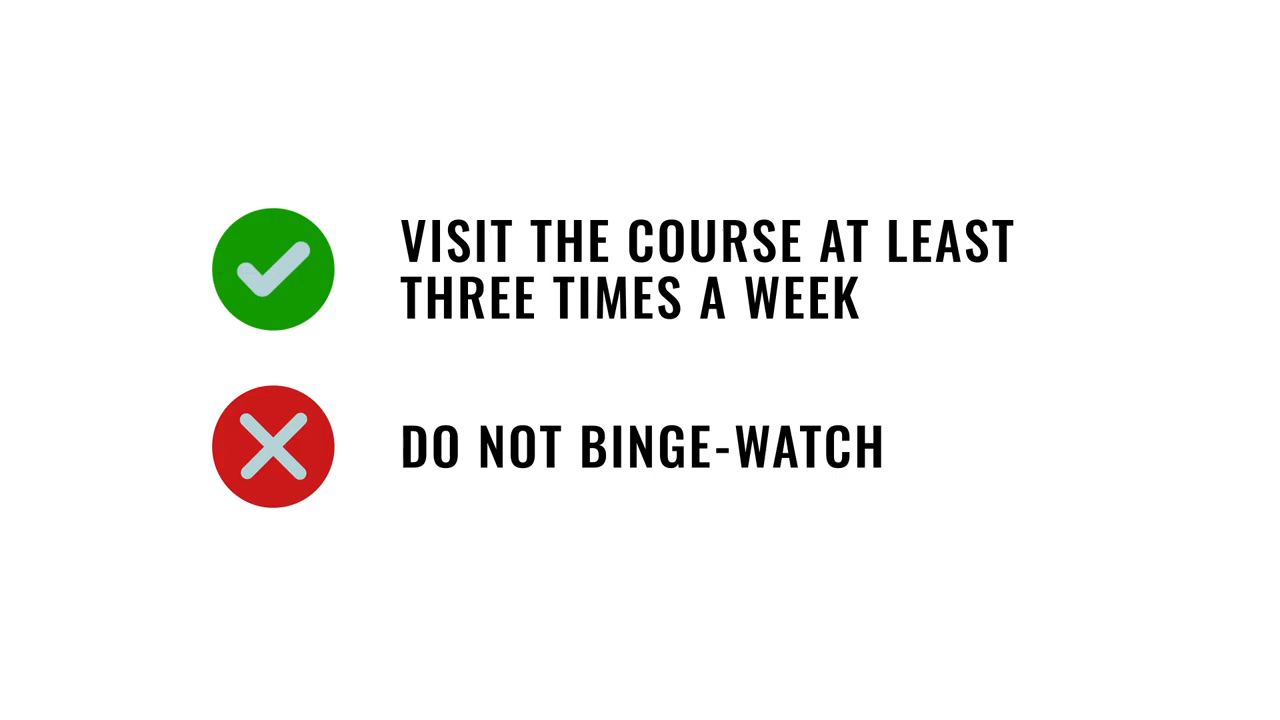 VISIT THE COURSE AT LEAST
THREE TIMES A WEEK
DO NOT BINGE-WATCH